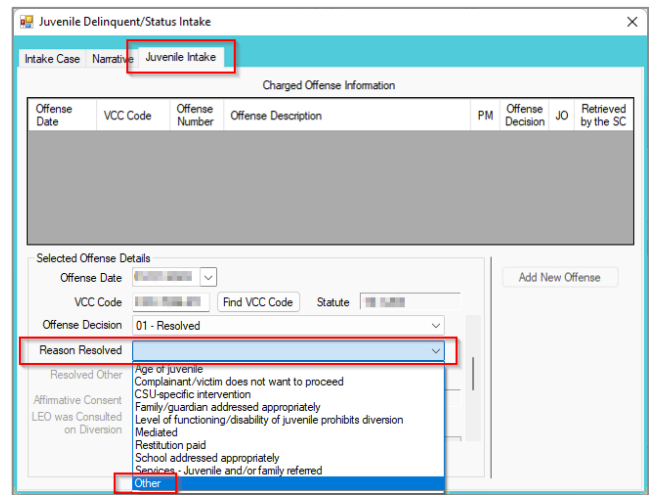 Juvenile Delinquent/Status Intake
Intake Case Narrative Juvenile Intake
Charged Offense Information
Offense Date VCC Code Offense Number Offense Description PM Offense Decision JO Retrieved by the SC
Selected Offense Details
Offense Date
Add New Offense
VCC Code Find VCC Code Statute
Offense Decision 01 - Resolved
Reason Resolved
Resolved Other
Age of juvenile
Complainant/victim does not want to proceed
CSU-specific intervention
Affirmative Consent
Family/guardian addressed appropriately
LEO was Consulted on Diversion
Level of functioning/disability of juvenile prohibits diversion
Mediated
Restitution paid
School addressed appropriately
Services - Juvenile and/or family referred
Other